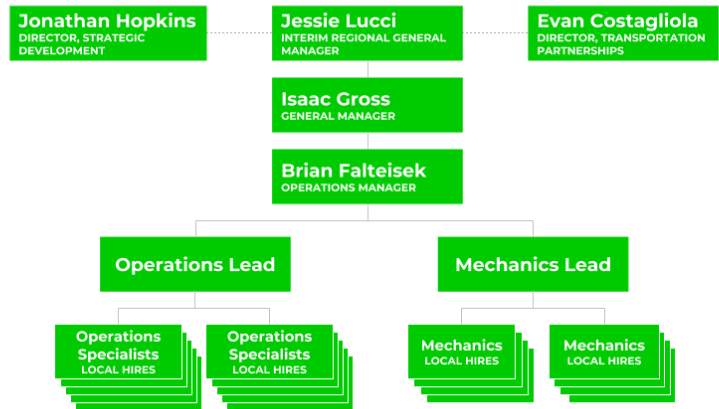 Jonathan Hopkins
DIRECTOR, STRATEGIC
DEVELOPMENT
Jessie Lucci
INTERIM REGIONAL GENERAL
MANAGER
Evan Costagliola
DIRECTOR, TRANSPORTATION
PARTNERSHIPS
Isaac Gross
GENERAL MANAGER
Brian Falteisek
OPERATIONS MANAGER
Operations Lead
Mechanics Lead
Operations
Specialists
LOCAL HIRES
Operations
Specialists
LOCAL HIRES
Mechanics
LOCAL HIRES
Mechanics
LOCAL HIRES